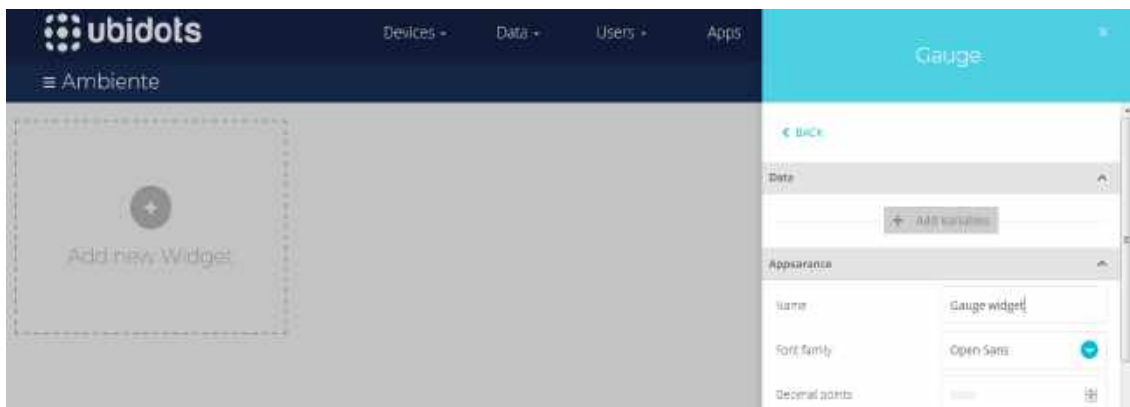 ubidots
Devices
Data
Users
Apps
≡ Ambiente
Add new Widget
Gauge
BACK
Data
+ Add variables
Appearance
Name
Gauge widget
Font family
Open Sans
Decimal points